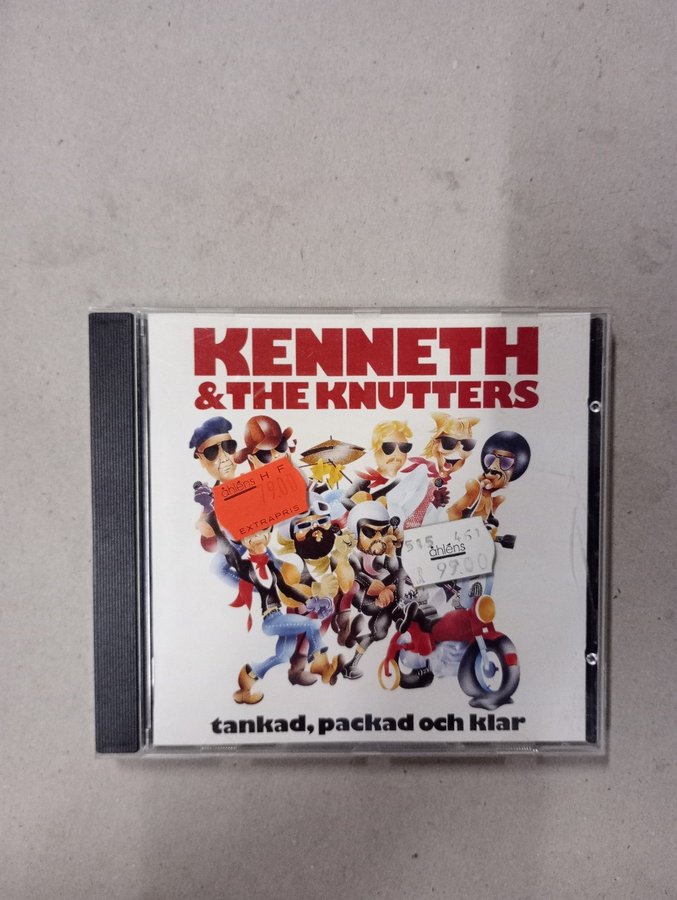 KENNETH
& THE KNUTTERS
åhléns H F
79.00
EXTRAPRIS
åhléns
99.00
tankad, packad och klar